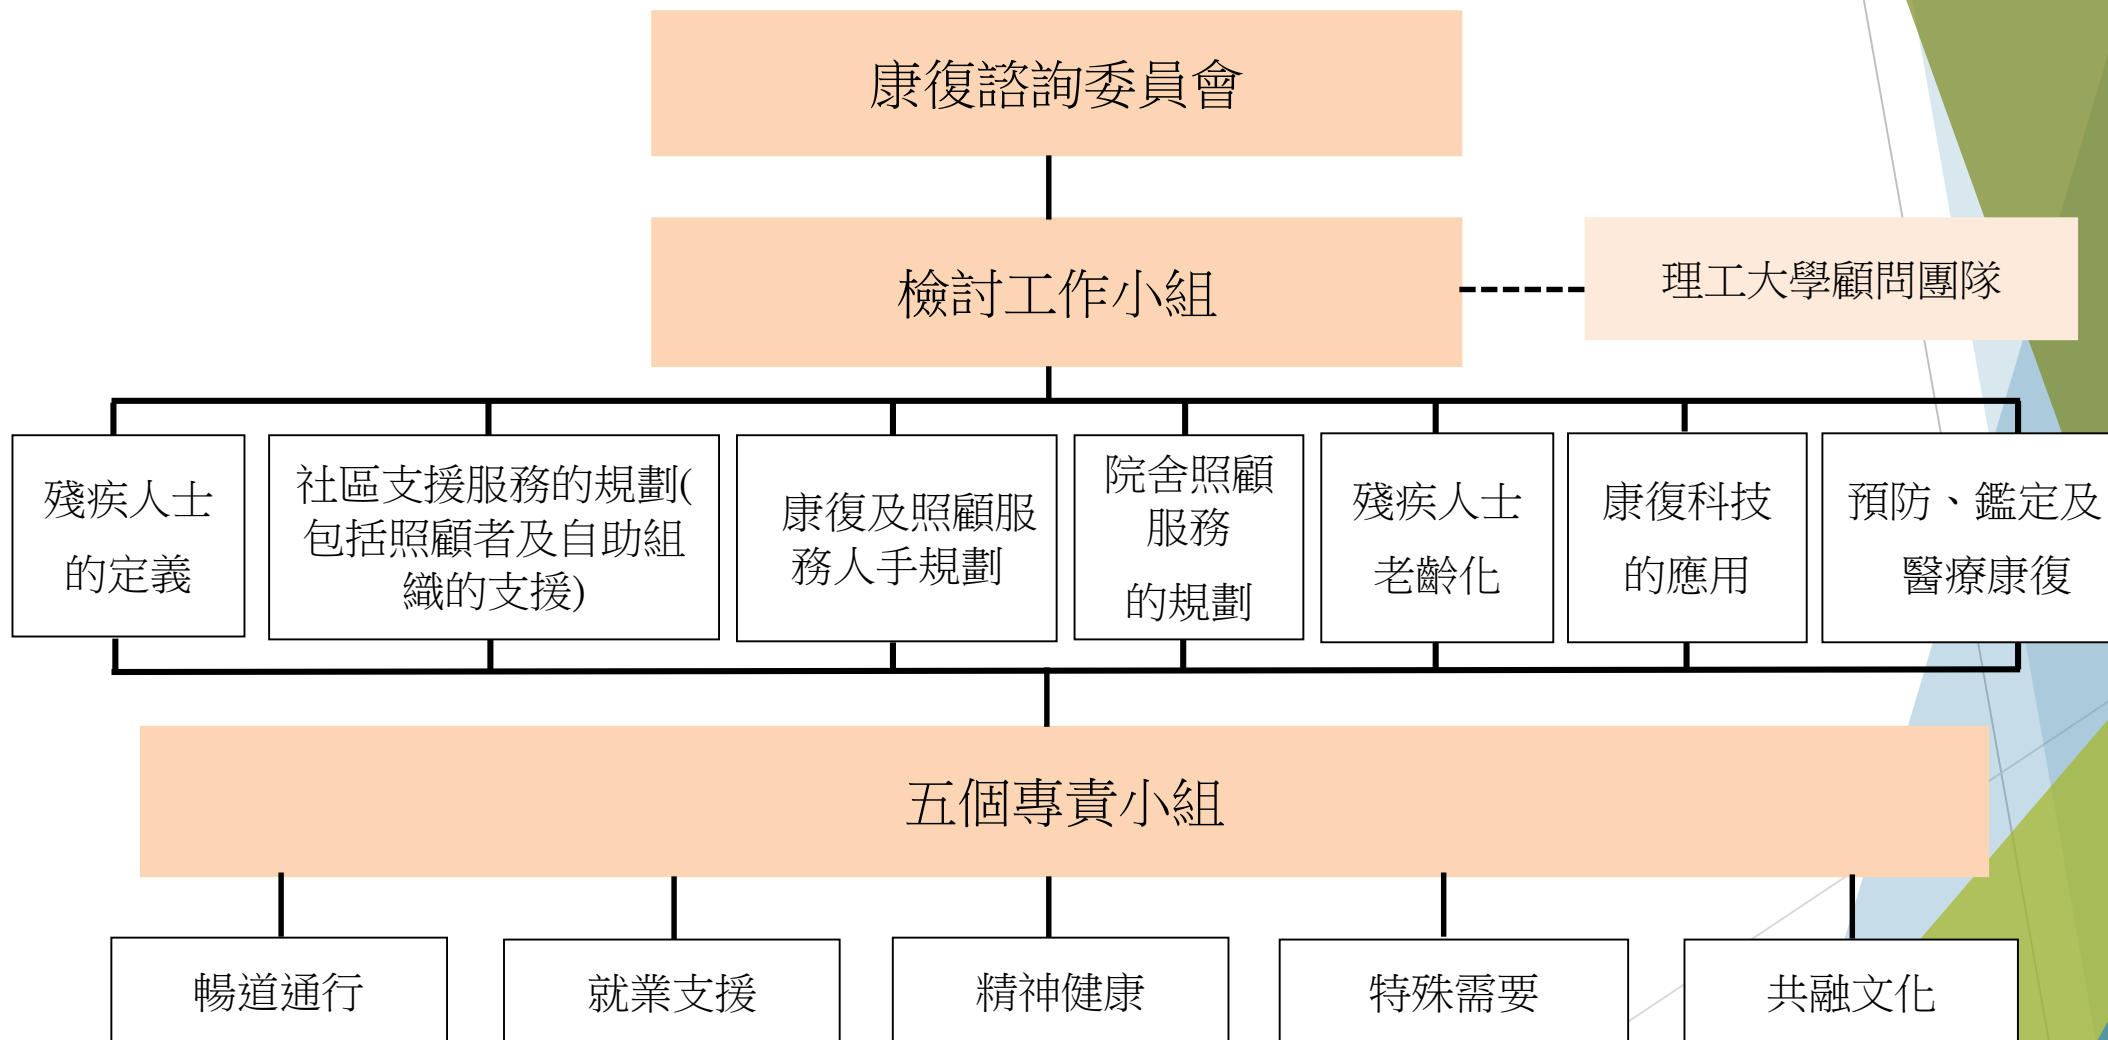 康復諮詢委員會
檢討工作小組
理工大學顧問團隊
殘疾人士
的定義
社區支援服務的規劃(
包括照顧者及自助組
織的支援)
康復及照顧服
務人手規劃
院舍照顧
服務
的規劃
殘疾人士
老齡化
康復科技
的應用
預防、鑑定及
醫療康復
五個專責小組
暢道通行
就業支援
精神健康
特殊需要
共融文化